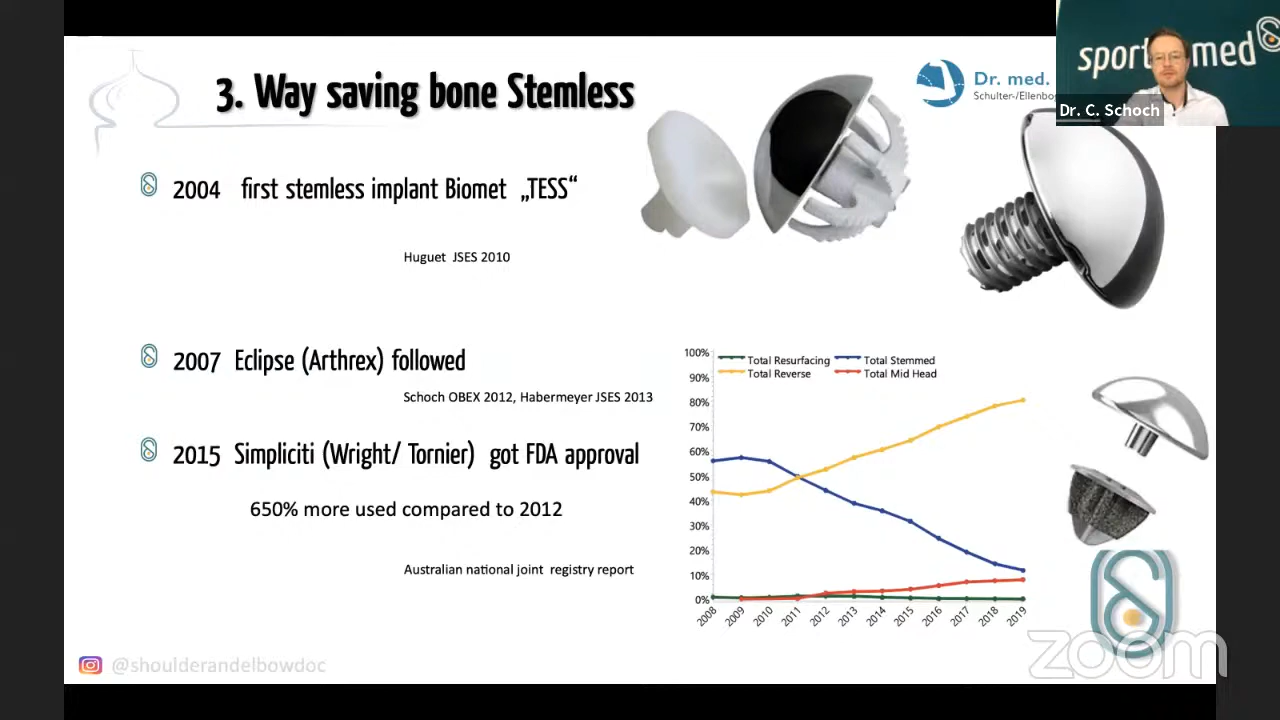 3. Way saving bone Stemless
Dr. med.
Schulter-/Ellenbo
sport med
Dr. C. Schoch
2004 first stemless implant Biomet „TESS“
Huguet JSES 2010
2007 Eclipse (Arthrex) followed
Schoch OBEX 2012, Habermeyer JSES 2013
2015 Simpliciti (Wright/ Tornier) got FDA approval
650% more used compared to 2012
Australian national joint registry report
Total Resurfacing Total Stemmed
Total Reverse Total Mid Head
100%
90%
80%
70%
60%
50%
40%
30%
20%
10%
0%
2008 2009 2010 2011 2012 2013 2014 2015 2016 2017 2018 2019
@shoulderandelbowdoc
zoom